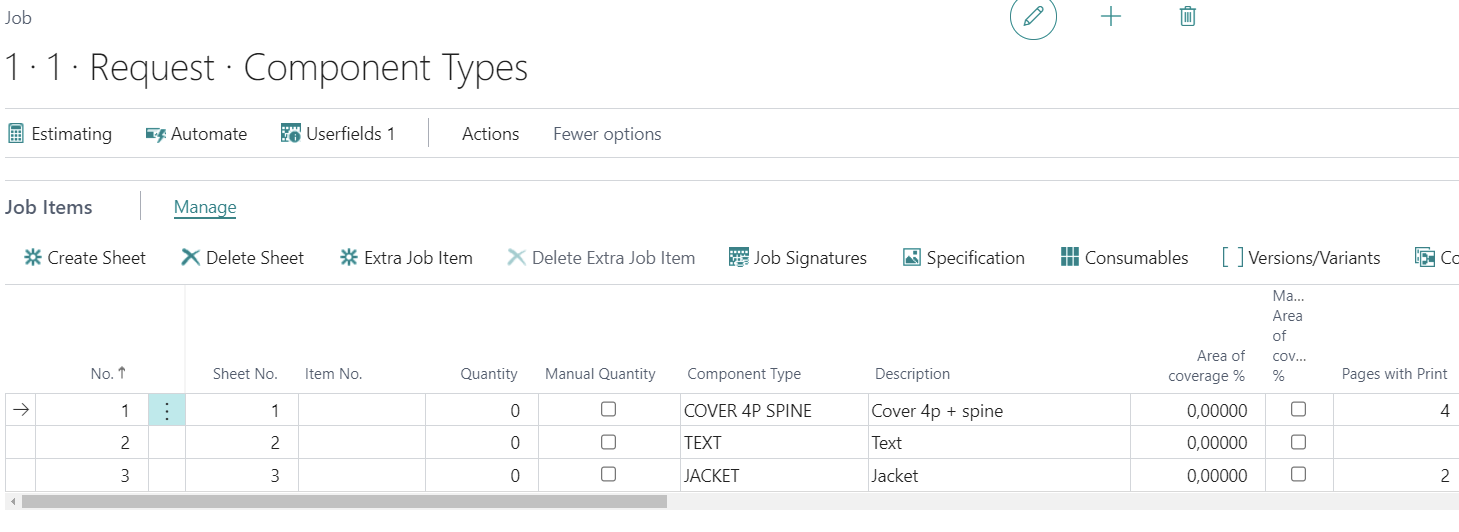 Job
1 · 1 · Request · Component Types
Estimating Automate Userfields 1 Actions Fewer options
Job Items Manage
Create Sheet Delete Sheet Extra Job Item Delete Extra Job Item Job Signatures Specification Consumables [ ] Versions/Variants Co
No. ↑ Sheet No. Item No. Quantity Manual Quantity Component Type Description Area of coverage % Ma... Area of cov... % Pages with Print
1 1 0 COVER 4P SPINE Cover 4p + spine 0,00000 4
2 2 0 TEXT Text 0,00000
3 3 0 JACKET Jacket 0,00000 2